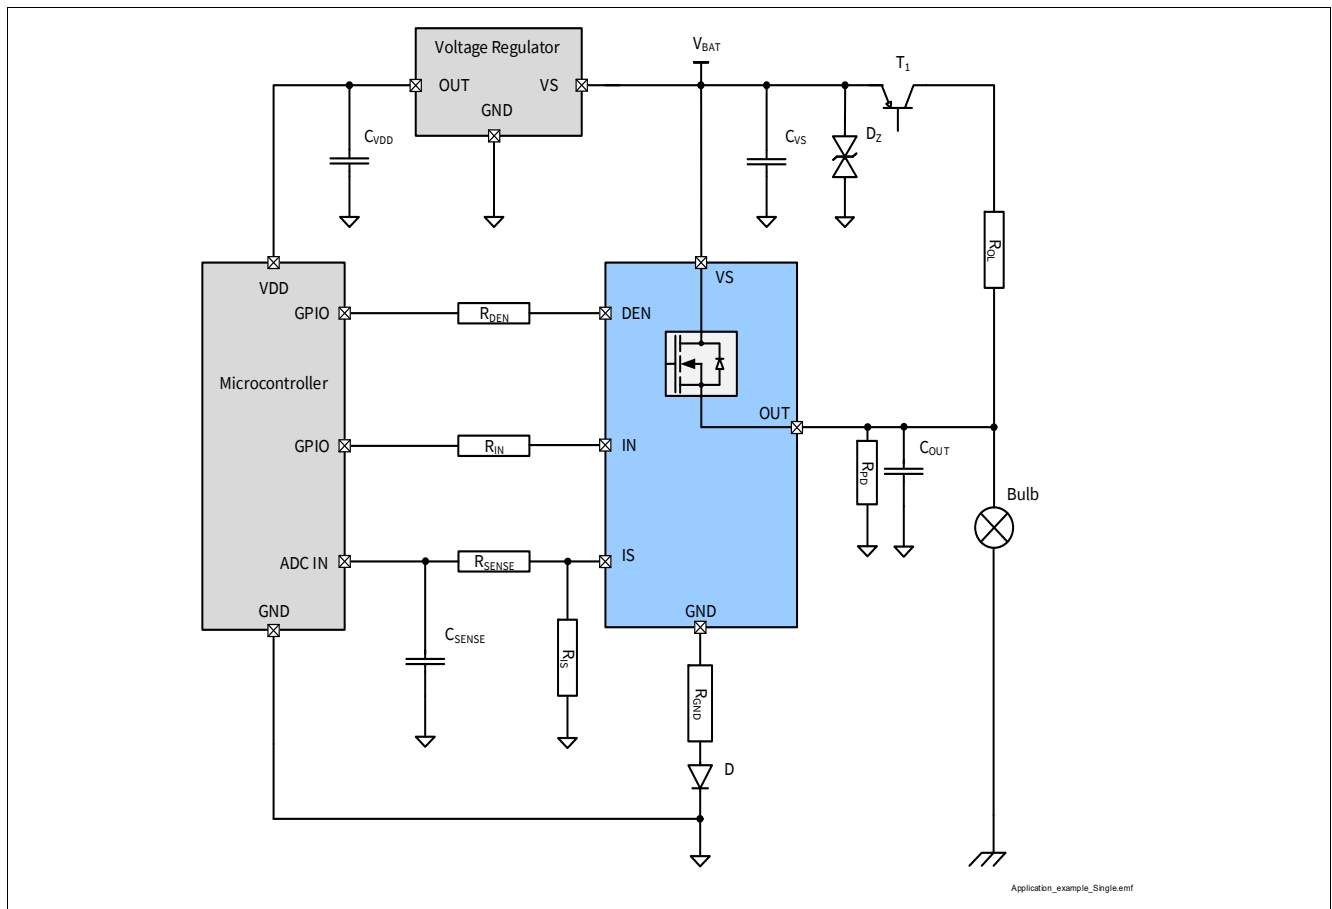 Voltage Regulator
OUT
VS
GND
VBAT
T1
CVDD
CVS
DZ
ROL
VDD
VS
GPIO
RDEN
DEN
Microcontroller
OUT
GPIO
RIN
IN
RPD
COUT
Bulb
ADC IN
RSENSE
IS
GND
GND
CSENSE
RIS
RGND
D
Application_example_Single.emf